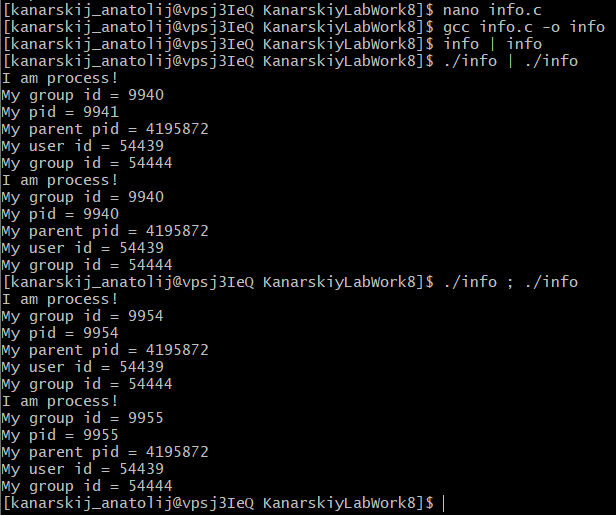 [kanarskij_anatolij@vpsj3IeQ KanarskiyLabWork8]$ nano info.c
[kanarskij_anatolij@vpsj3IeQ KanarskiyLabWork8]$ gcc info.c -o info
[kanarskij_anatolij@vpsj3IeQ KanarskiyLabWork8]$ info | info
[kanarskij_anatolij@vpsj3IeQ KanarskiyLabWork8]$ ./info | ./info
I am process!
My group id = 9940
My pid = 9941
My parent pid = 4195872
My user id = 54439
My group id = 54444
I am process!
My group id = 9940
My pid = 9940
My parent pid = 4195872
My user id = 54439
My group id = 54444
[kanarskij_anatolij@vpsj3IeQ KanarskiyLabWork8]$ ./info ; ./info
I am process!
My group id = 9954
My pid = 9954
My parent pid = 4195872
My user id = 54439
My group id = 54444
I am process!
My group id = 9955
My pid = 9955
My parent pid = 4195872
My user id = 54439
My group id = 54444
[kanarskij_anatolij@vpsj3IeQ KanarskiyLabWork8]$